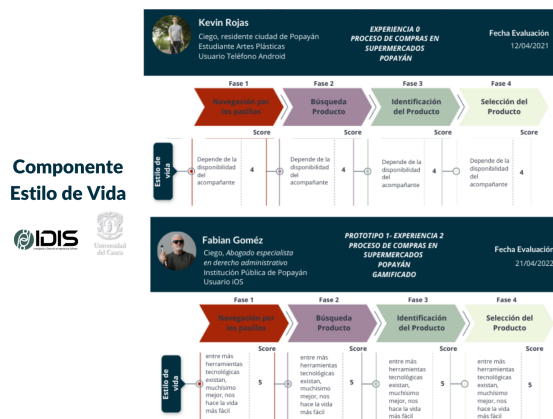 Componente
Estilo de Vida
IDIS
Universidad
del Cauca
Kevin Rojas
Ciego, residente ciudad de Popayán
Estudiante Artes Plásticas
Usuario Teléfono Android
EXPERIENCIA 0
PROCESO DE COMPRAS EN
SUPERMERCADOS
POPAYÁN
Fecha Evaluación
12/04/2021
Fase 1
Fase 2
Fase 3
Fase 4
Navegación por
los pasillos
Búsqueda
Producto
Identificación
del Producto
Selección del
Producto
Score
Score
Score
Score
Estilo de
vida
Depende de la
disponibilidad
del
acompañante
4
Depende de la
disponibilidad
del
acompañante
4
Depende de la
disponibilidad
del
acompañante
4
Depende de la
disponibilidad
del
acompañante
4
Fabian Goméz
Ciego, Abogado especialista
en derecho administrativo
Institución Pública de Popayán
Usuario iOS
PROTOTIPO 1- EXPERIENCIA 2
PROCESO DE COMPRAS EN
SUPERMERCADOS
POPAYÁN
GAMIFICADO
Fecha Evaluación
21/04/2022
Fase 1
Fase 2
Fase 3
Fase 4
Navegación por
los pasillos
Búsqueda
Producto
Identificación
del Producto
Selección del
Producto
Score
Score
Score
Score
Estilo de
vida
entre más
herramientas
tecnológicas
existan,
muchísimo
mejor, nos
hace la vida
más fácil
5
entre más
herramientas
tecnológicas
existan,
muchísimo
mejor, nos
hace la vida
más fácil
5
entre más
herramientas
tecnológicas
existan,
muchísimo
mejor, nos
hace la vida
más fácil
5
entre más
herramientas
tecnológicas
existan,
muchísimo
mejor, nos
hace la vida
más fácil
5